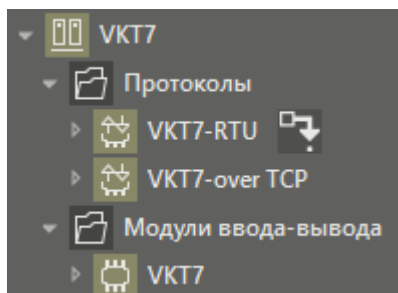 VKT7
Протоколы
VKT7-RTU
VKT7-over TCP
Модули ввода-вывода
VKT7